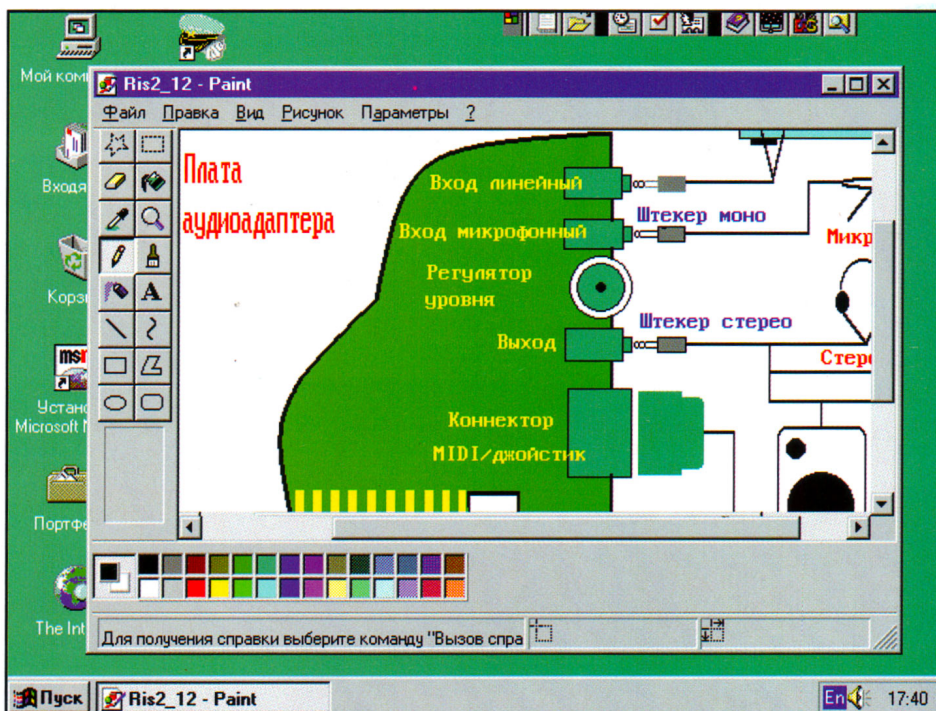 Мой
Входя
Корз
msn
Устано
Microsoft
Портфе
The Int
Ris2_12 - Paint
Файл Правка Вид Рисунок Параметры ?
A
Плата
аудиоадаптера
Вход линейный
Вход микрофонный
Регулятор
уровня
Выход
Коннектор
MIDI/джойстик
Штекер моно
Микр
Штекер стерео
Стер
Для получения справки выберите команду "Вызов спра
Пуск
Ris2_12 - Paint
En
17:40